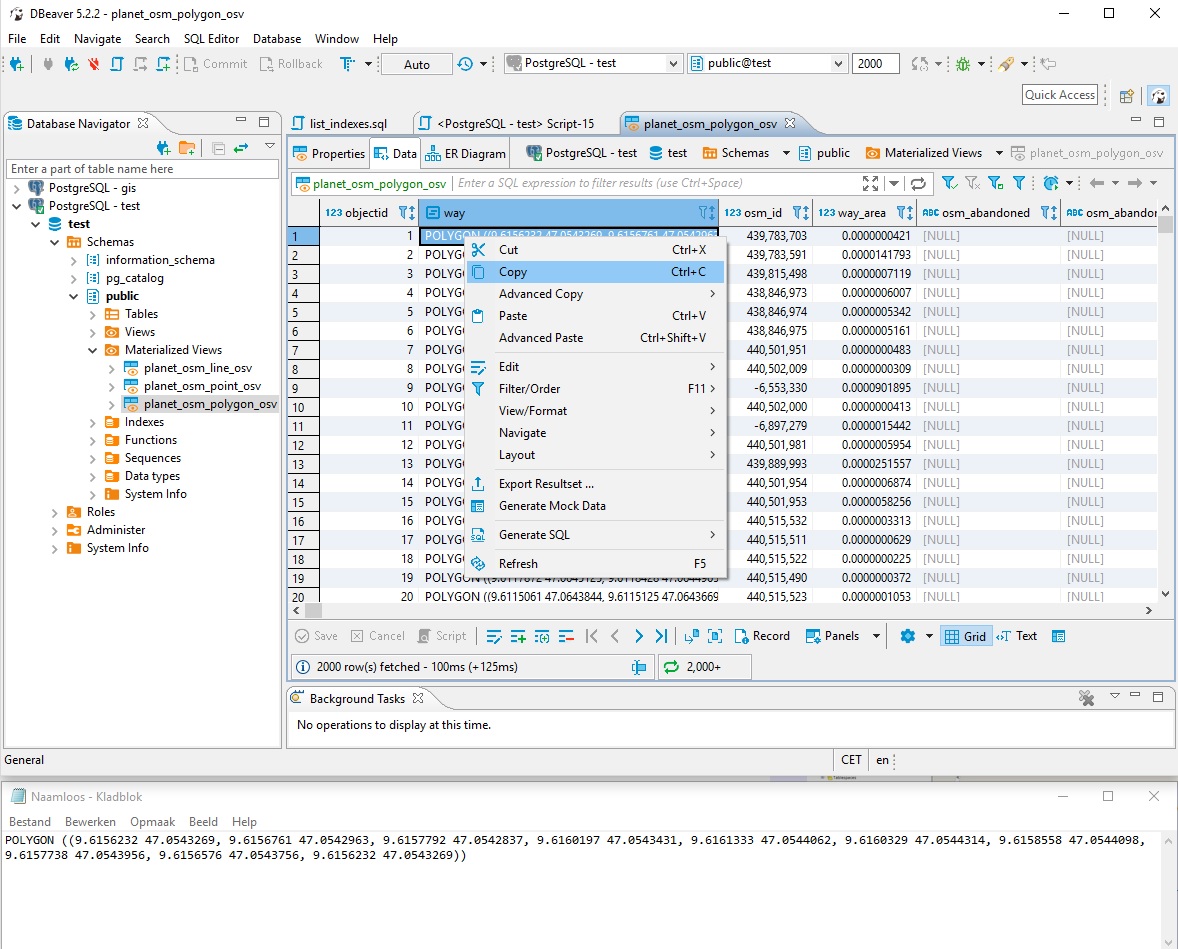 DBeaver 5.2.2 - planet_osm_polygon_osv
File Edit Navigate Search SQL Editor Database Window Help
Commit Rollback Auto PostgreSQL - test public@test 2000
Quick Access
Database Navigator
Enter a part of table name here
PostgreSQL - gis
PostgreSQL - test
test
Schemas
information_schema
pg_catalog
public
Tables
Views
Materialized Views
planet_osm_line_osv
planet_osm_point_osv
planet_osm_polygon_osv
Indexes
Functions
Sequences
Data types
System Info
Roles
Administer
System Info
list_indexes.sql <PostgreSQL - test> Script-15 planet_osm_polygon_osv
Properties Data ER Diagram PostgreSQL - test test Schemas public Materialized Views planet_osm_polygon_osv
planet_osm_polygon_osv Enter a SQL expression to filter results (use Ctrl+Space)
123 objectid way 123 osm_id 123 way_area ABC osm_abandoned ABC osm_abandor
1 1 POLYGON ((9.6156232 47.0543269, 9.6156761 47.0542963 439,783,703 0.0000000421 [NULL] [NULL]
2 2 POLYG 439,783,591 0.0000141793 [NULL] [NULL]
3 3 POLYG 439,815,498 0.0000007119 [NULL] [NULL]
4 4 POLYG 438,846,973 0.0000006007 [NULL] [NULL]
5 5 POLYG 438,846,974 0.0000005342 [NULL] [NULL]
6 6 POLYG 438,846,975 0.0000005161 [NULL] [NULL]
7 7 POLYG 440,501,951 0.0000000483 [NULL] [NULL]
8 8 POLYG 440,502,009 0.0000000309 [NULL] [NULL]
9 9 POLYG -6,553,330 0.0000901895 [NULL] [NULL]
10 10 POLYG 440,502,000 0.0000000413 [NULL] [NULL]
11 11 POLYG -6,897,279 0.0000015442 [NULL] [NULL]
12 12 POLYG 440,501,981 0.0000005954 [NULL] [NULL]
13 13 POLYG 439,889,993 0.0000251557 [NULL] [NULL]
14 14 POLYG 440,501,954 0.0000006874 [NULL] [NULL]
15 15 POLYG 440,501,953 0.0000058256 [NULL] [NULL]
16 16 POLYG 440,515,532 0.0000003313 [NULL] [NULL]
17 17 POLYG 440,515,511 0.0000000629 [NULL] [NULL]
18 18 POLYG 440,515,522 0.0000000225 [NULL] [NULL]
19 19 POLYGON 440,515,490 0.0000000372 [NULL] [NULL]
20 20 POLYGON ((9.6115061 47.0643844, 9.6115125 47.0643669 440,515,523 0.0000001053 [NULL] [NULL]
Cut Ctrl+X
Copy Ctrl+C
Advanced Copy
Paste Ctrl+V
Advanced Paste Ctrl+Shift+V
Edit
Filter/Order F11
View/Format
Navigate
Layout
Export Resultset ...
Generate Mock Data
Generate SQL
Refresh F5
Save Cancel Script Record Panels Grid Text
2000 row(s) fetched - 100ms (+125ms) 2,000+
Background Tasks
No operations to display at this time.
General CET en
Naamloos - Kladblok
Bestand Bewerken Opmaak Beeld Help
POLYGON ((9.6156232 47.0543269, 9.6156761 47.0542963, 9.6157792 47.0542837, 9.6160197 47.0543431, 9.6161333 47.0544062, 9.6160329 47.0544314, 9.6158558 47.0544098,
9.6157738 47.0543956, 9.6156576 47.0543756, 9.6156232 47.0543269))